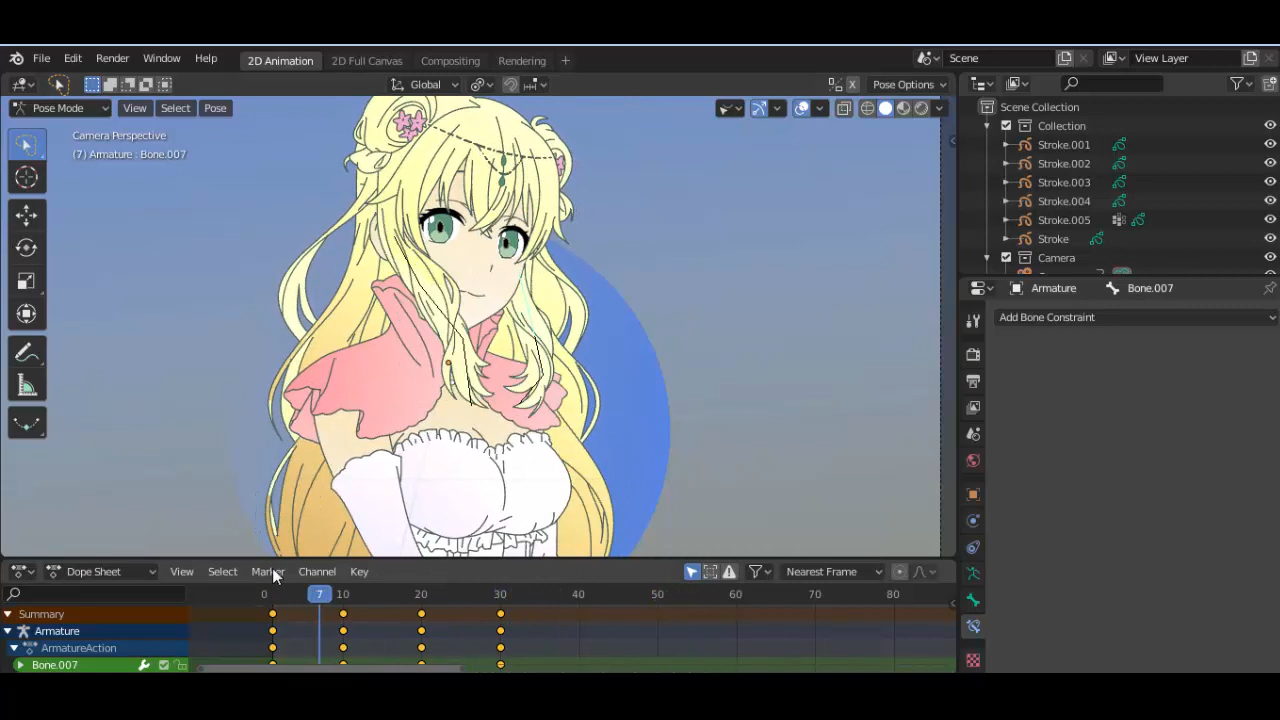 File Edit Render Window Help 2D Animation 2D Full Canvas Compositing Rendering + Scene View Layer
Global Pose Options
Pose Mode View Select Pose
Camera Perspective
(7) Armature : Bone.007
Scene Collection
Collection
Stroke.001
Stroke.002
Stroke.003
Stroke.004
Stroke.005
Stroke
Camera
Armature Bone.007
Add Bone Constraint
Dope Sheet View Select Marker Channel Key Nearest Frame
0 7 10 20 30 40 50 60 70 80
Summary
Armature
ArmatureAction
Bone.007